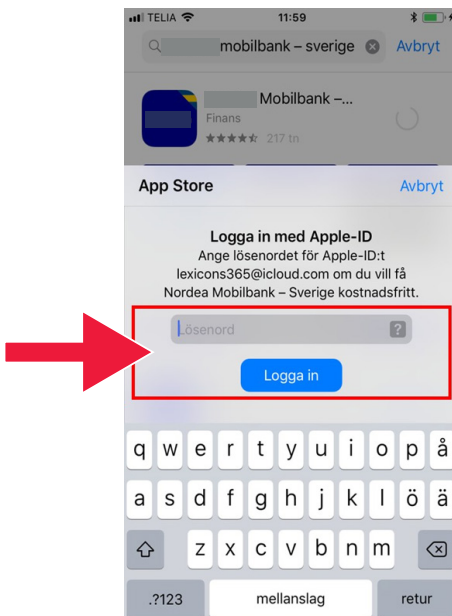 TELIA 11:59
mobilbank – sverige Avbryt
Mobilbank –...
Finans
217 tn
App Store Avbryt
Logga in med Apple-ID
Ange lösenordet för Apple-ID:t
lexicons365@icloud.com om du vill få
Nordea Mobilbank – Sverige kostnadsfritt.
Lösenord ?
Logga in
q w e r t y u i o p å
a s d f g h j k l ö ä
z x c v b n m
.?123 mellanslag retur